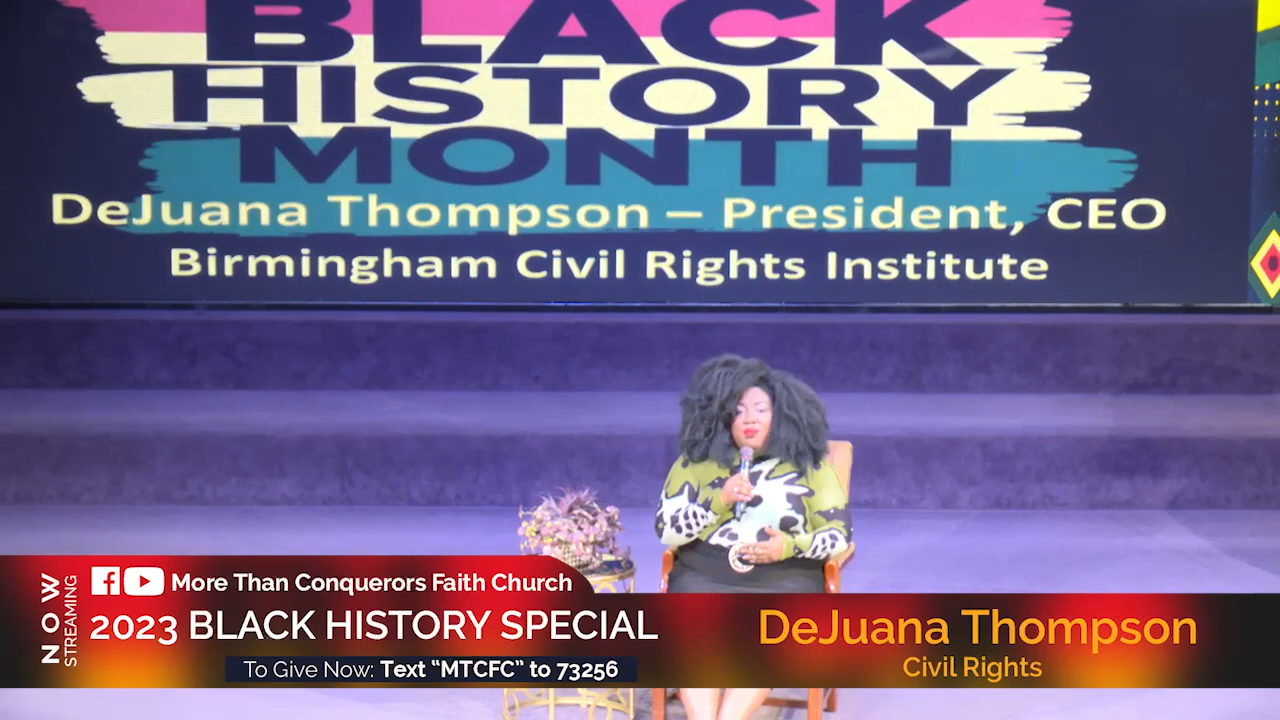 BLACK
HISTORY
MONTH
DeJuana Thompson – President, CEO
Birmingham Civil Rights Institute
NOW
STREAMING
More Than Conquerors Faith Church
2023 BLACK HISTORY SPECIAL
To Give Now: Text “MTCFC” to 73256
DeJuana Thompson
Civil Rights